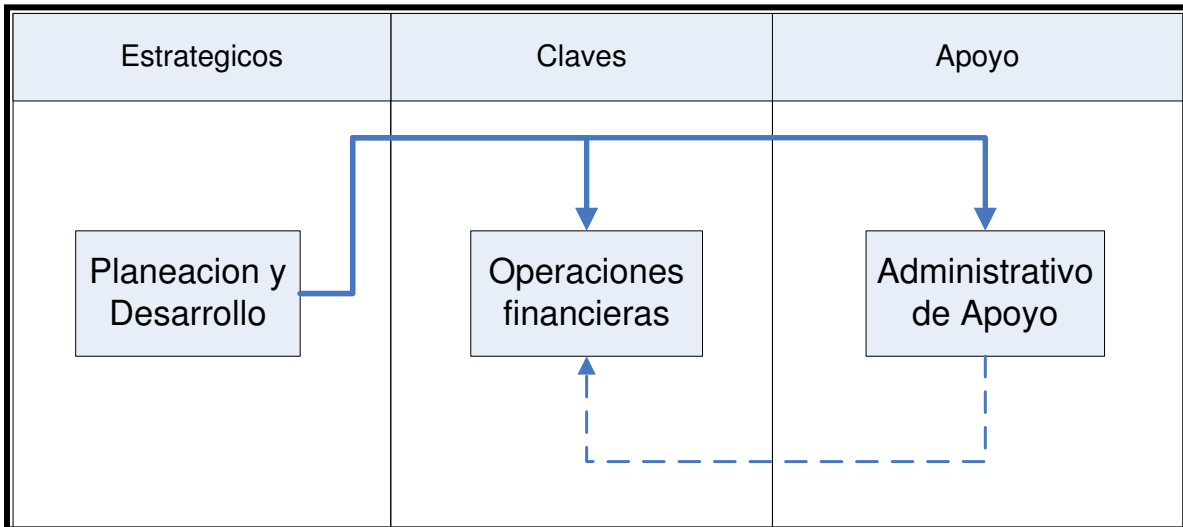 Estrategicos
Claves
Apoyo
Planeacion y
Desarrollo
Operaciones
financieras
Administrativo
de Apoyo